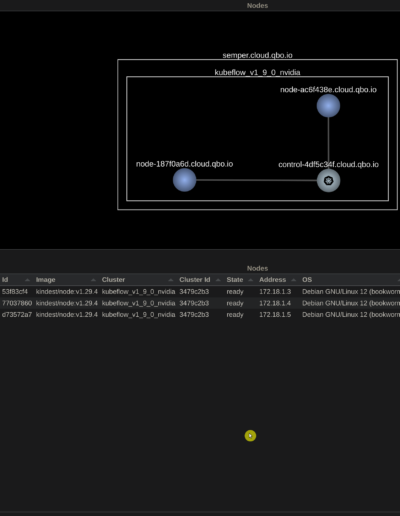 Nodes
semper.cloud.qbo.io
kubeflow_v1_9_0_nvidia
node-ac6f438e.cloud.qbo.io
node-187f0a6d.cloud.qbo.io control-4df5c34f.cloud.qbo.io
Nodes
Id Image Cluster Cluster Id State Address OS
53f83cf4 kindest/node:v1.29.4 kubeflow_v1_9_0_nvidia 3479c2b3 ready 172.18.1.3 Debian GNU/Linux 12 (bookworm
77037860 kindest/node:v1.29.4 kubeflow_v1_9_0_nvidia 3479c2b3 ready 172.18.1.4 Debian GNU/Linux 12 (bookworm
d73572a7 kindest/node:v1.29.4 kubeflow_v1_9_0_nvidia 3479c2b3 ready 172.18.1.5 Debian GNU/Linux 12 (bookworm